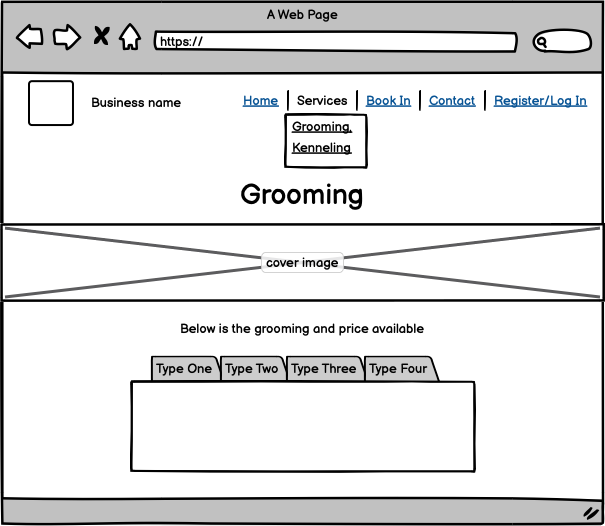 A Web Page
https://
Business name
Home Services Book In Contact Register/Log In
Grooming,
Kenneling
Grooming
cover image
Below is the grooming and price available
Type One Type Two Type Three Type Four